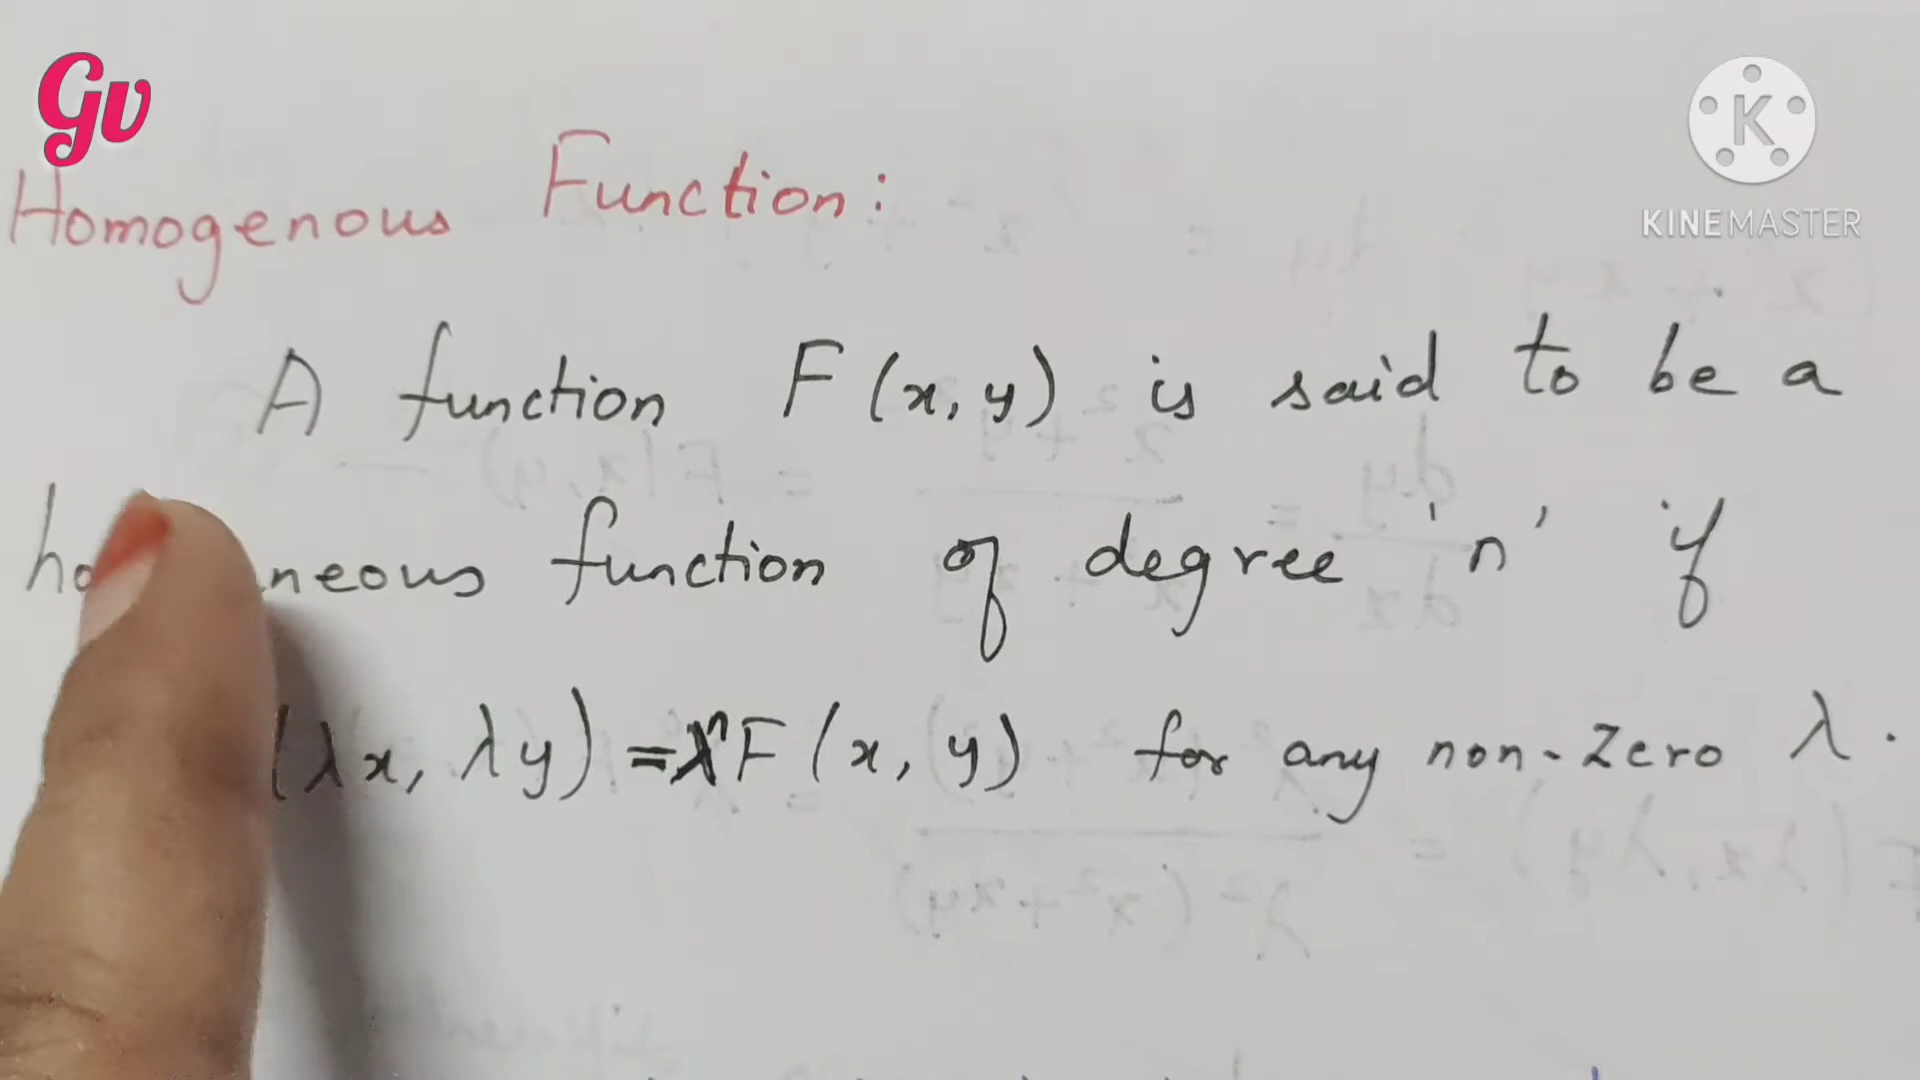 Gv
KINEMASTER
Homogenous Function:
A function F(x, y) is said to be a
function of degree 'n' if
(λx, λy) = λⁿF(x, y) for any non-zero λ.